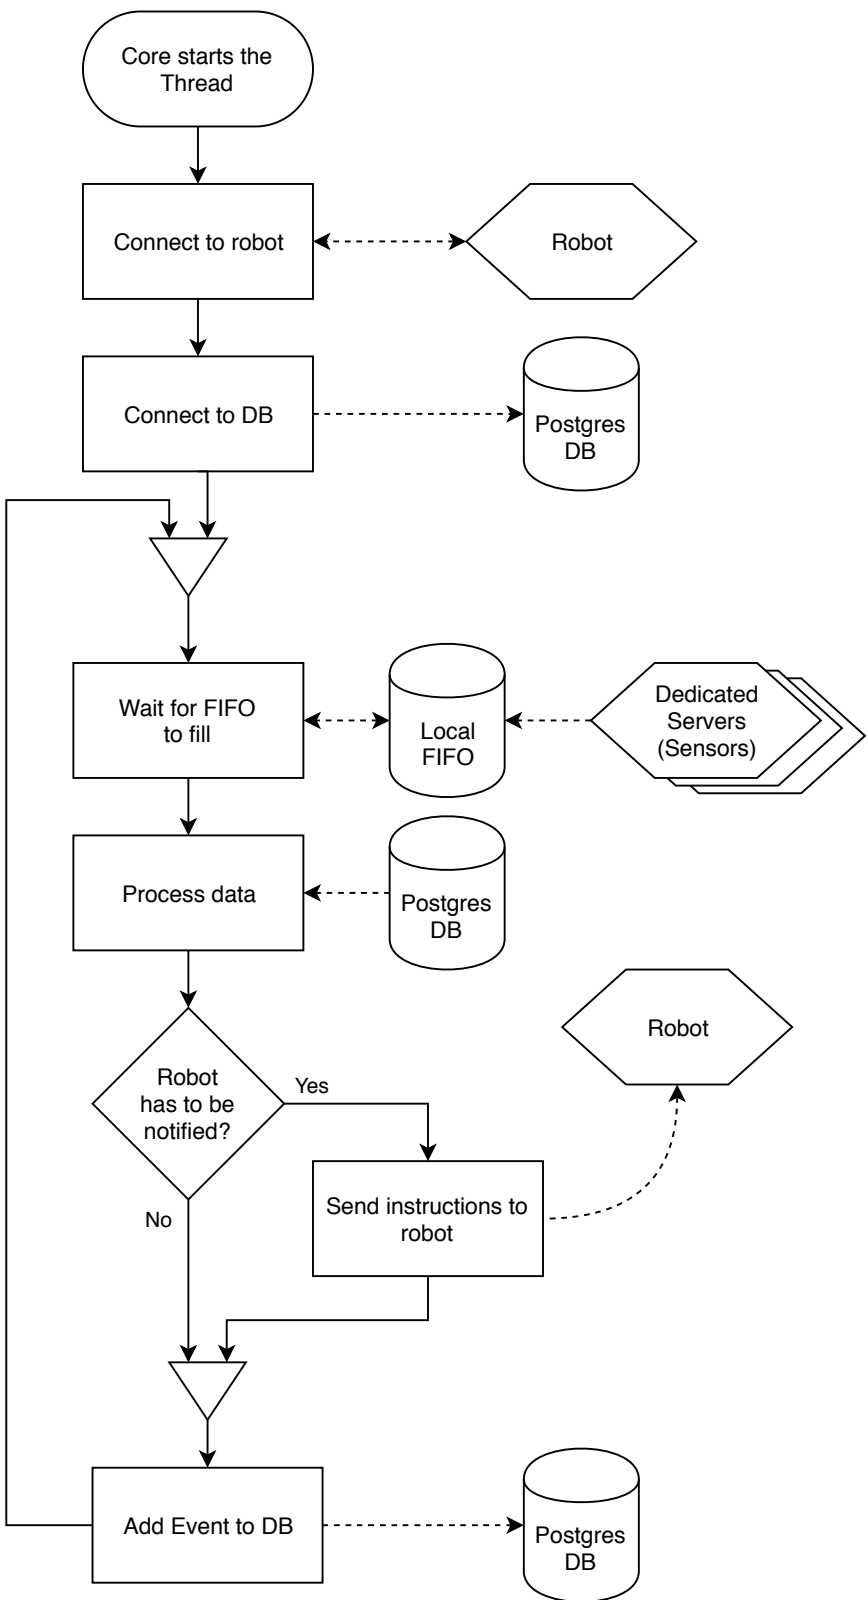 Core starts the
Thread
Connect to robot
Robot
Connect to DB
Postgres
DB
Wait for FIFO
to fill
Local
FIFO
Dedicated
Servers
(Sensors)
Process data
Postgres
DB
Robot
has to be
notified?
Yes
Robot
Send instructions to
robot
No
Add Event to DB
Postgres
DB